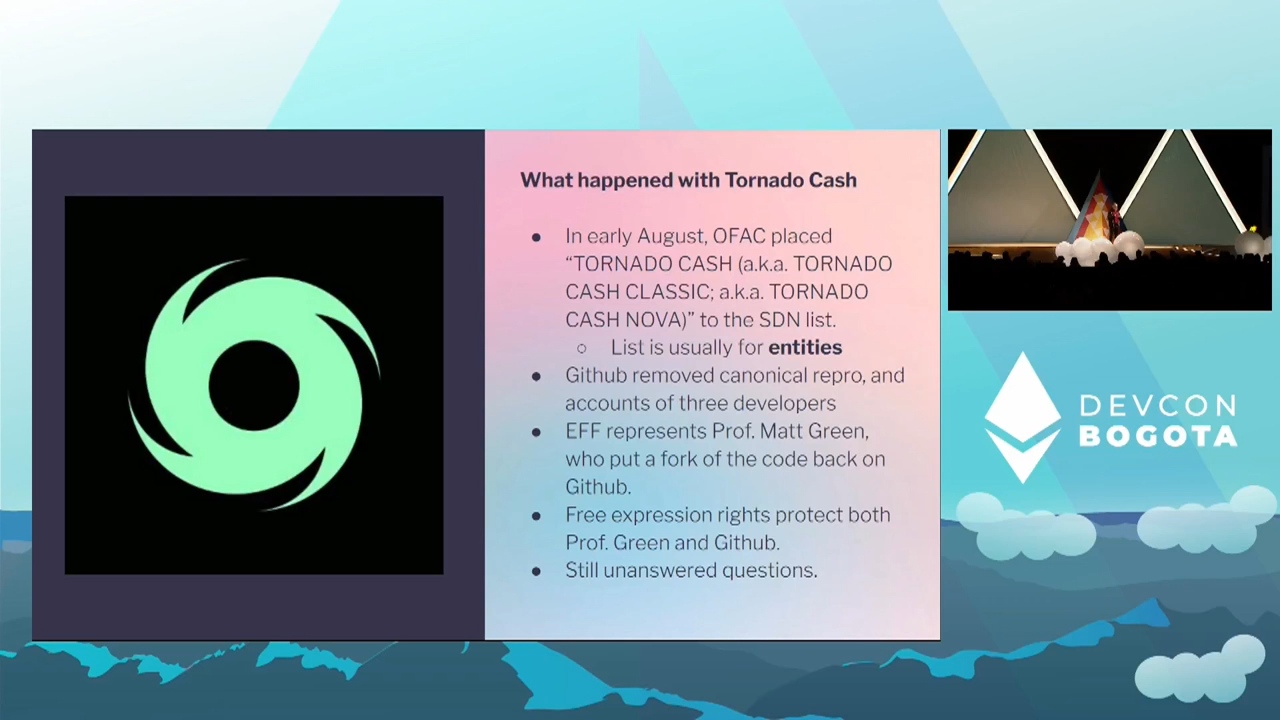 What happened with Tornado Cash
● In early August, OFAC placed
“TORNADO CASH (a.k.a. TORNADO
CASH CLASSIC; a.k.a. TORNADO
CASH NOVA)” to the SDN list.
○ List is usually for entities
● Github removed canonical repro, and
accounts of three developers
● EFF represents Prof. Matt Green,
who put a fork of the code back on
Github.
● Free expression rights protect both
Prof. Green and Github.
● Still unanswered questions.
DEVCON
BOGOTA